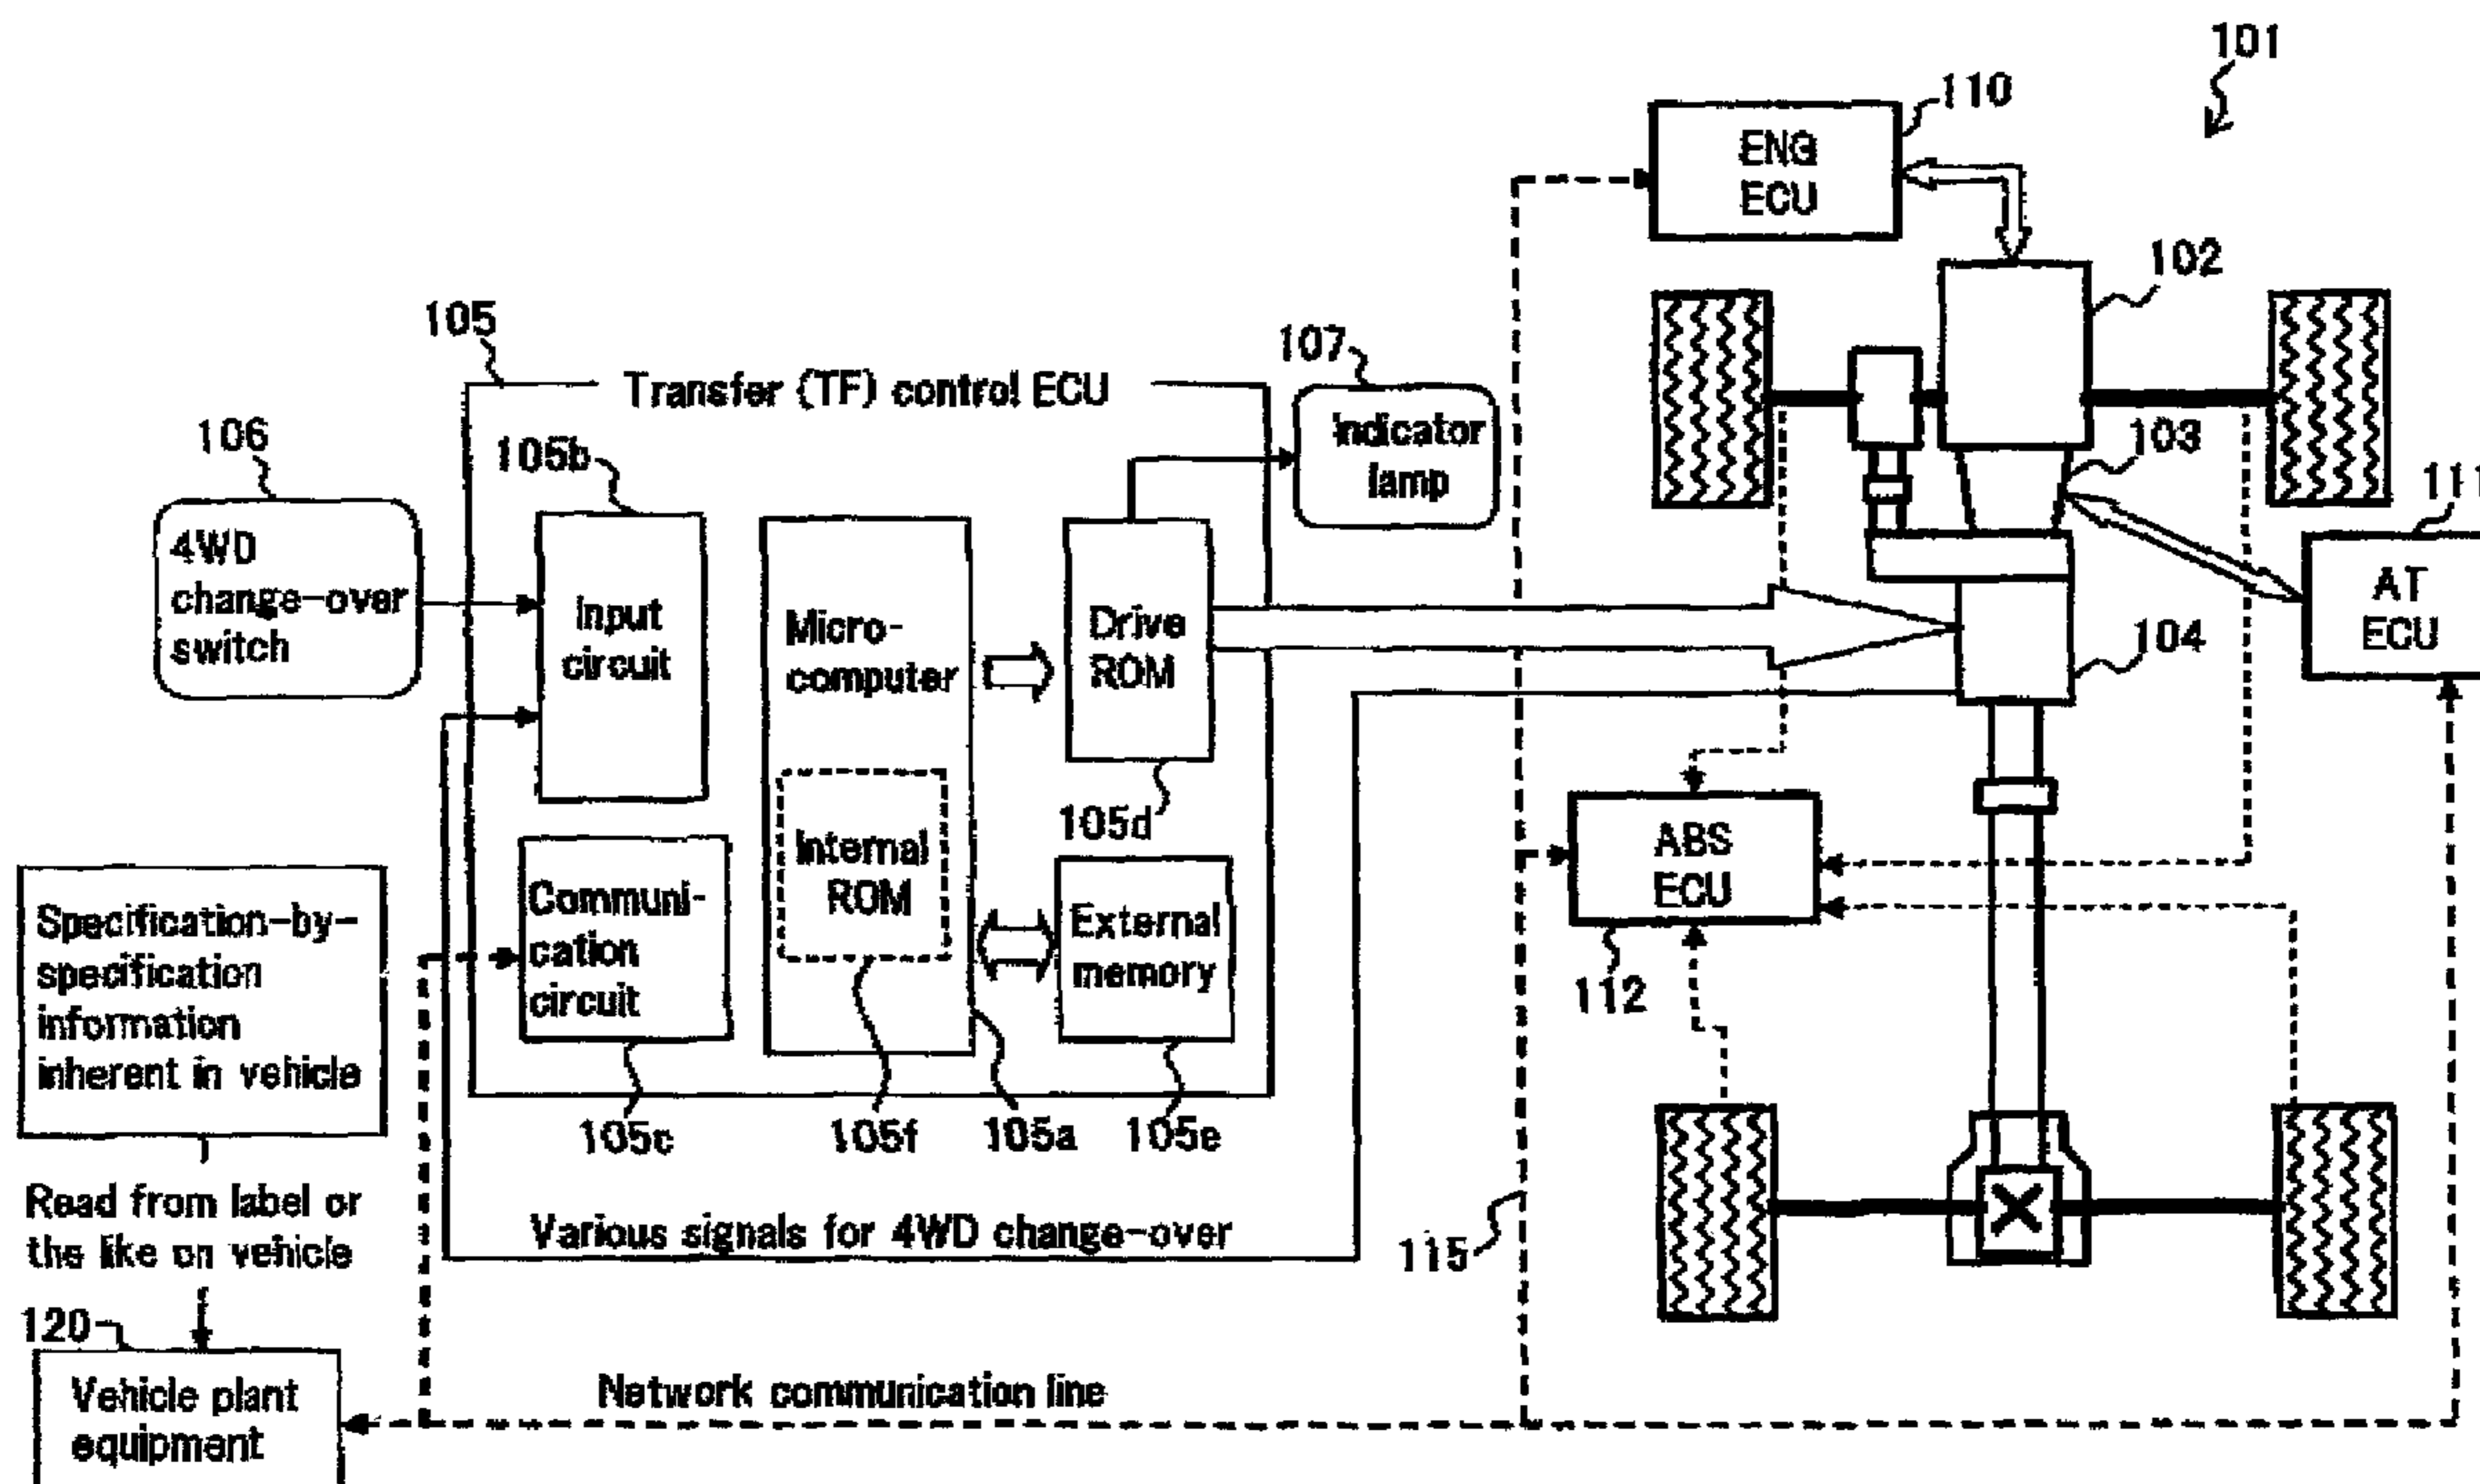 101
110
ENG
ECU
102
105
107
Transfer (TF) control ECU
Indicator
lamp
106
105b
103
111
4WD
change-over
switch
Input
circuit
Micro-
computer
Drive
ROM
AT
ECU
104
105d
Internal
ROM
ABS
ECU
Specification-by-
specification
information
inherent in vehicle
Communi-
cation
circuit
External
memory
112
105c
105f
105a
105e
Read from label or
the like on vehicle
Various signals for 4WD change-over
115
120
Vehicle plant
equipment
Network communication line